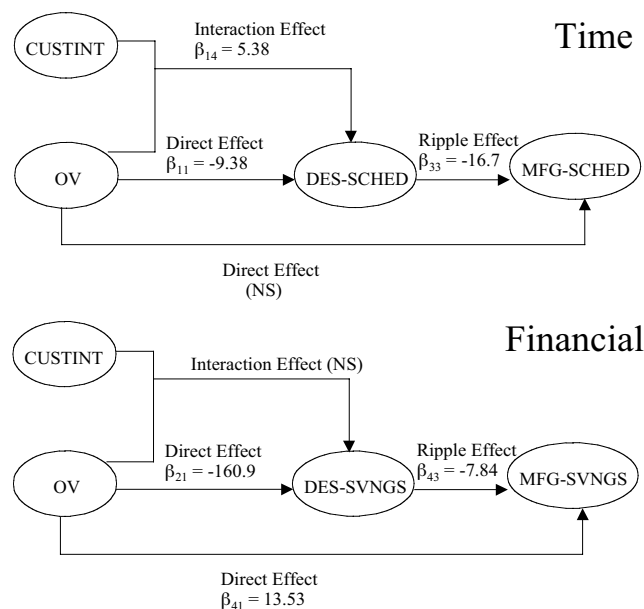 Time
CUSTINT
Interaction Effect
β14 = 5.38
OV
Direct Effect
β11 = -9.38
DES-SCHED
Ripple Effect
β33 = -16.7
MFG-SCHED
Direct Effect
(NS)
Financial
CUSTINT
Interaction Effect (NS)
OV
Direct Effect
β21 = -160.9
DES-SVNGS
Ripple Effect
β43 = -7.84
MFG-SVNGS
Direct Effect
β41 = 13.53